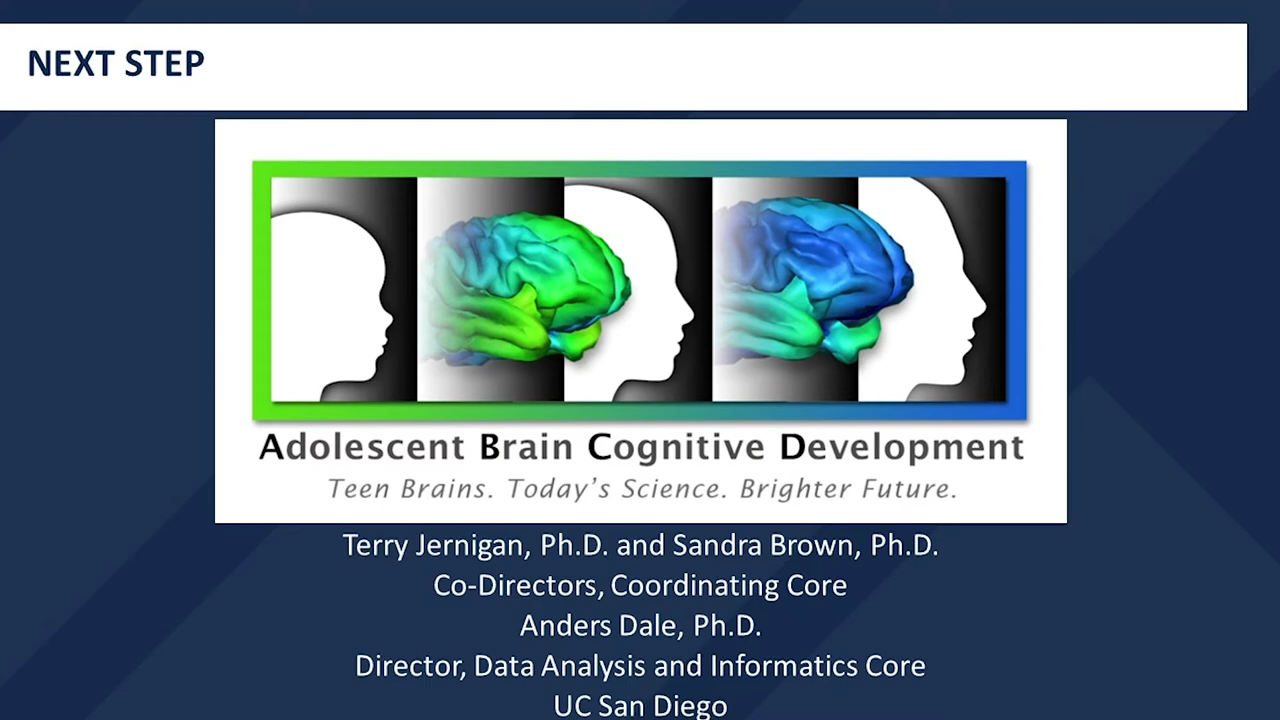 NEXT STEP
Adolescent Brain Cognitive Development
Teen Brains. Today's Science. Brighter Future.
Terry Jernigan, Ph.D. and Sandra Brown, Ph.D.
Co-Directors, Coordinating Core
Anders Dale, Ph.D.
Director, Data Analysis and Informatics Core
UC San Diego